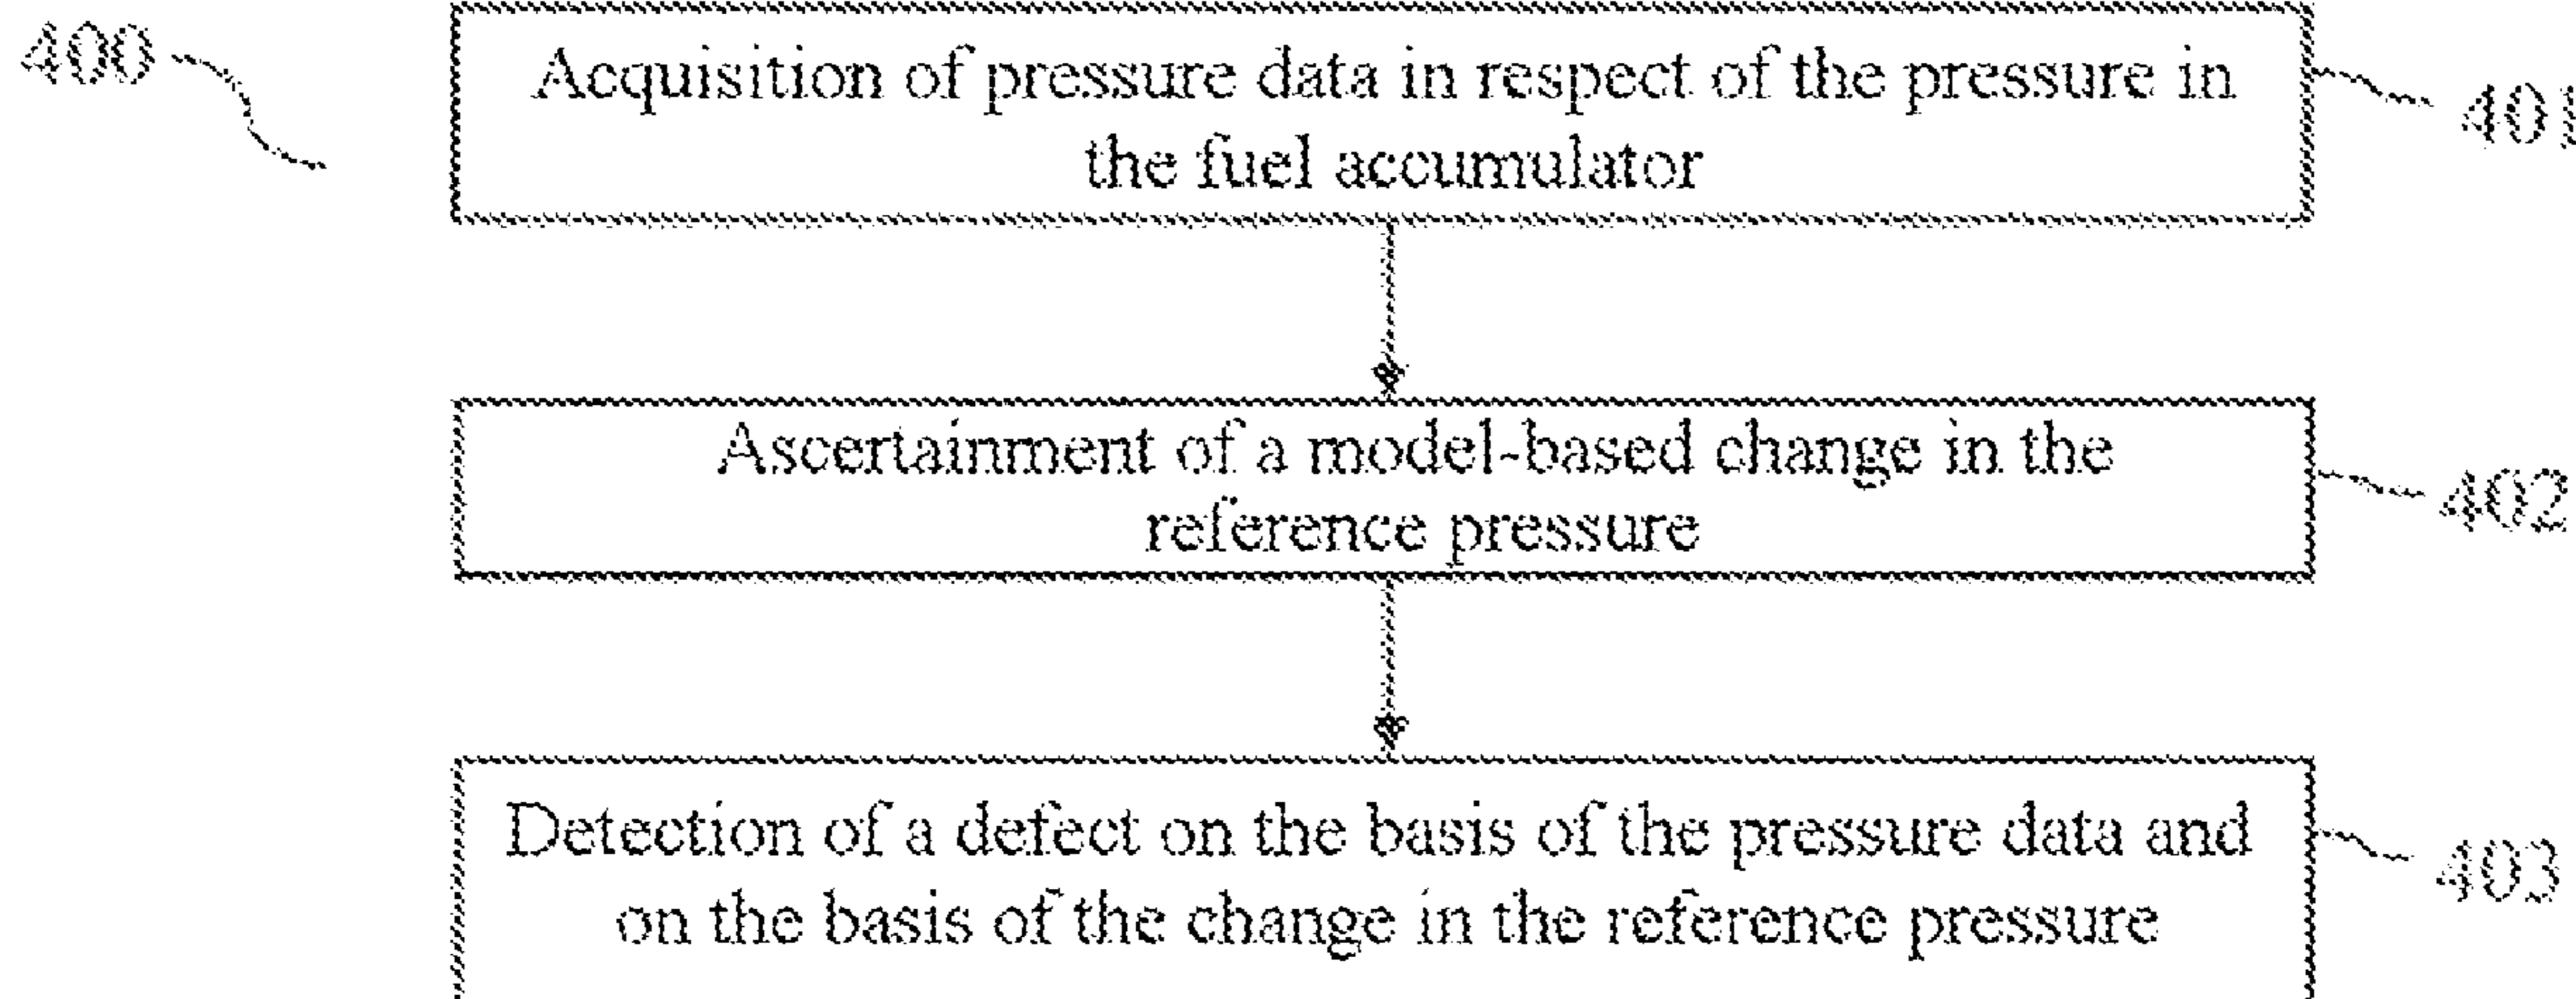 400
Acquisition of pressure data in respect of the pressure in
the fuel accumulator
401
Ascertainment of a model-based change in the
reference pressure
402
Detection of a defect on the basis of the pressure data and
on the basis of the change in the reference pressure
403